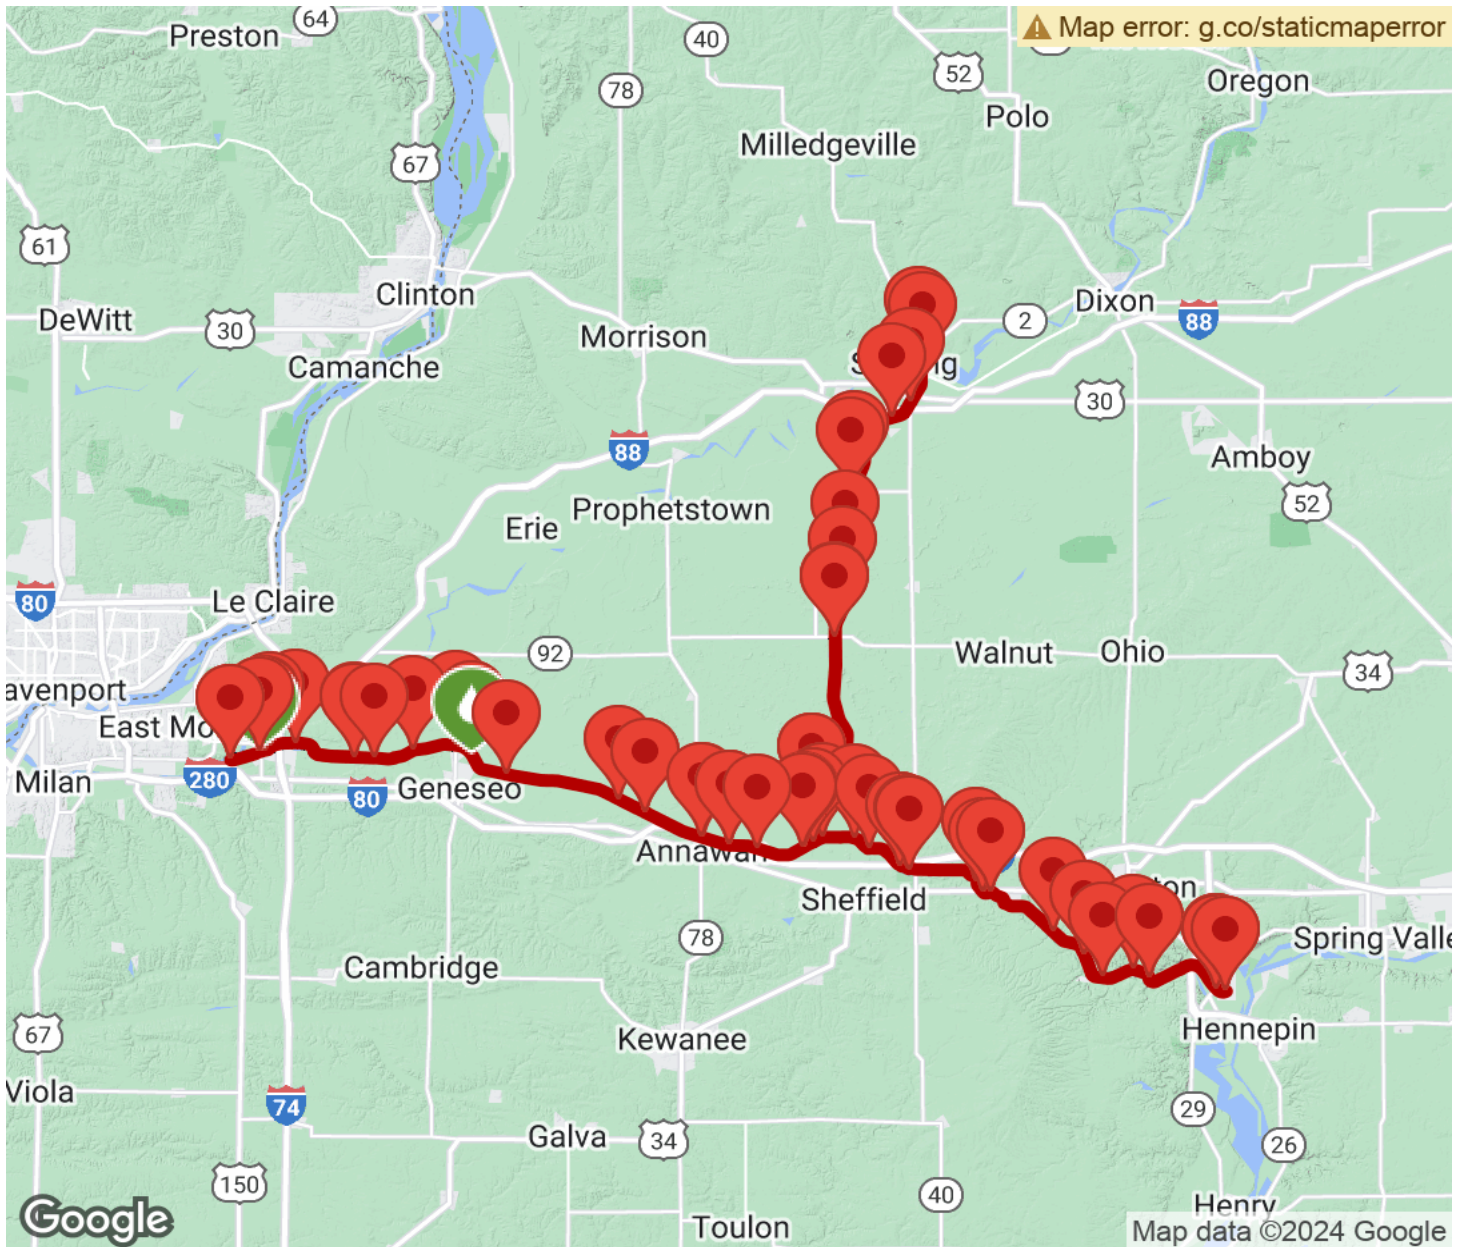 Preston
64
40
Map error: g.co/staticmaperror
78
52
Oregon
Polo
67
Milledgeville
61
Clinton
DeWitt
30
Morrison
2
Dixon
88
Camanche
30
88
Amboy
Prophetstown
52
Erie
80
Le Claire
92
Walnut
Ohio
34
avenport
East Mo
Milan
280
80
Geneseo
Annawan
Sheffield
ton
78
Spring Valle
Cambridge
67
Kewanee
Hennepin
Viola
74
29
Galva
34
26
150
40
Henry
Google
Toulon
Map data ©2024 Google